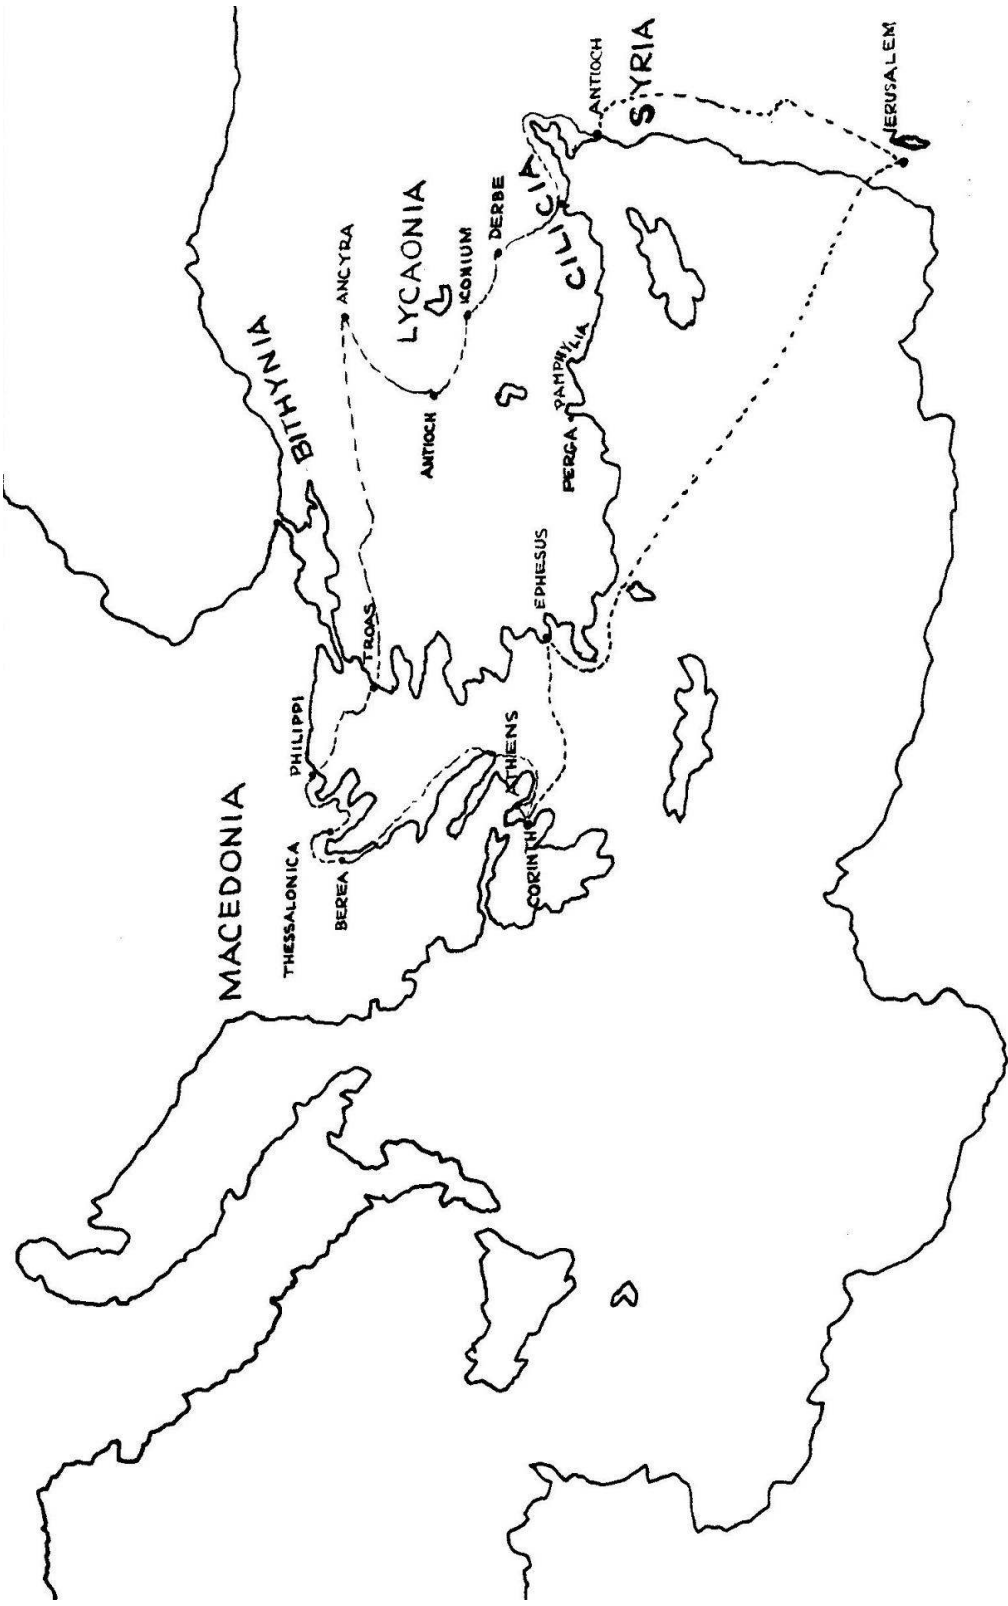 MACEDONIA
BITHYNIA
THESSALONICA
PHILIPPI
BEREA
TROAS
ANCYRA
LYCAONIA
ANTIOCH
ICONIUM
DERBE
ATHENS
CORINTH
EPHESUS
PERGA
PAMPHYLIA
CILICIA
ANTIOCH
SYRIA
JERUSALEM